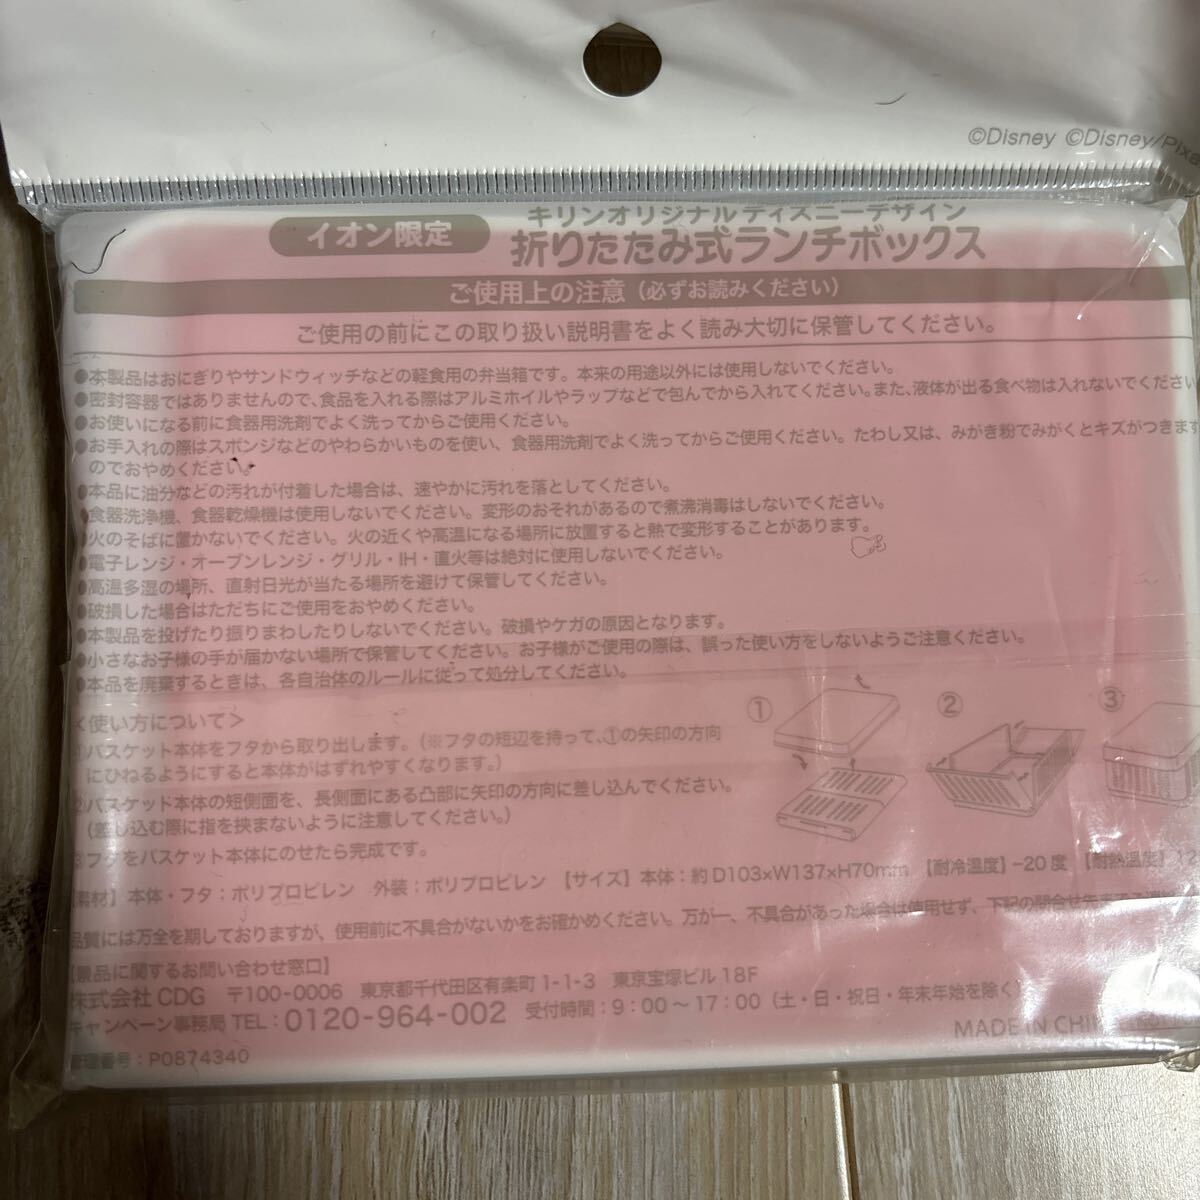 ©Disney ©Disney/Pixa
イオン限定
キリンオリジナル ディズニーデザイン
折りたたみ式ランチボックス
ご使用上の注意（必ずお読みください）
ご使用の前にこの取り扱い説明書をよく読み大切に保管してください。
●本製品はおにぎりやサンドウィッチなどの軽食用の弁当箱です。本来の用途以外には使用しないでください。
●密封容器ではありませんので、食品を入れる際はアルミホイルやラップなどで包んでから入れてください。また、液体が出る食べ物は入れないでください
●お使いになる前に食器用洗剤でよく洗ってからご使用ください。
●お手入れの際はスポンジなどのやわらかいものを使い、食器用洗剤でよく洗ってからご使用ください。たわし又は、みがき粉でみがくとキズがつきます
のでおやめください。
●本品に油分などの汚れが付着した場合は、速やかに汚れを落としてください。
●食器洗浄機、食器乾燥機は使用しないでください。変形のおそれがあるので煮沸消毒はしないでください。
●火のそばに置かないでください。火の近くや高温になる場所に放置すると熱で変形することがあります。
●電子レンジ・オーブンレンジ・グリル・IH・直火等は絶対に使用しないでください。
●高温多湿の場所、直射日光が当たる場所を避けて保管してください。
●破損した場合はただちにご使用をおやめください。
●本製品を投げたり振りまわしたりしないでください。破損やケガの原因となります。
●小さなお子様の手が届かない場所で保管してください。お子様がご使用の際は、誤った使い方をしないようご注意ください。
●本品を廃棄するときは、各自治体のルールに従って処分してください。
＜使い方について＞
①バスケット本体をフタから取り出します。（※フタの短辺を持って、①の矢印の方向
にひねるようにすると本体がはずれやすくなります。）
②バスケット本体の短側面を、長側面にある凸部に矢印の方向に差し込んでください。
（差し込む際に指を挟まないように注意してください。）
③フタをバスケット本体にのせたら完成です。
① ② ③
【素材】本体・フタ：ポリプロピレン 外装：ポリプロピレン 【サイズ】本体：約D103×W137×H70mm 【耐冷温度】-20度 【耐熱温度】12
品質には万全を期しておりますが、使用前に不具合がないかをお確かめください。万が一、不具合があった場合は使用せず、下記の問合せ先までご連絡
【景品に関するお問い合わせ窓口】
株式会社CDG 〒100-0006 東京都千代田区有楽町1-1-3 東京宝塚ビル18F
キャンペーン事務局 TEL：0120-964-002 受付時間：9：00～17：00（土・日・祝日・年末年始を除く）
MADE IN CHI
管理番号：P0874340